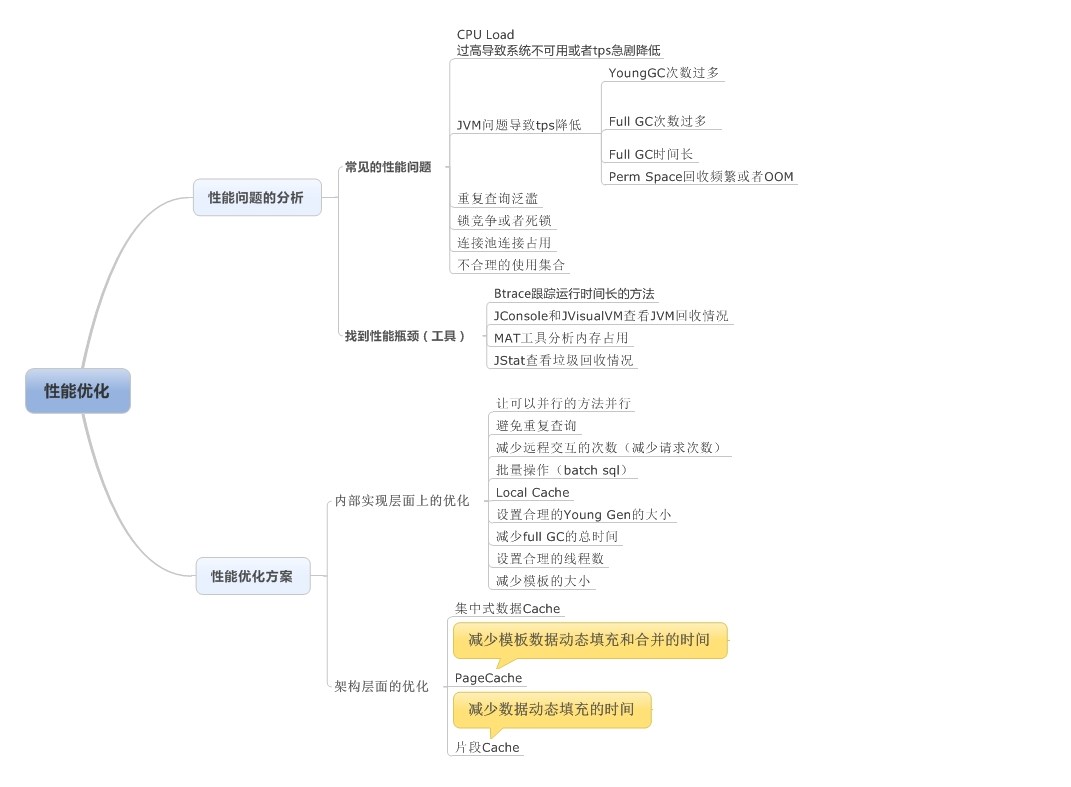 性能优化
性能问题的分析
常见的性能问题
CPU Load
过高导致系统不可用或者tps急剧降低
JVM问题导致tps降低
YoungGC次数过多
Full GC次数过多
Full GC时间长
Perm Space回收频繁或者OOM
重复查询泛滥
锁竞争或者死锁
连接池连接占用
不合理的使用集合
找到性能瓶颈（工具）
Btrace跟踪运行时间长的方法
JConsole和JVisualVM查看JVM回收情况
MAT工具分析内存占用
JStat查看垃圾回收情况
性能优化方案
内部实现层面上的优化
让可以并行的方法并行
避免重复查询
减少远程交互的次数（减少请求次数）
批量操作（batch sql）
Local Cache
设置合理的Young Gen的大小
减少full GC的总时间
设置合理的线程数
减少模板的大小
架构层面的优化
集中式数据Cache
减少模板数据动态填充和合并的时间
PageCache
减少数据动态填充的时间
片段Cache